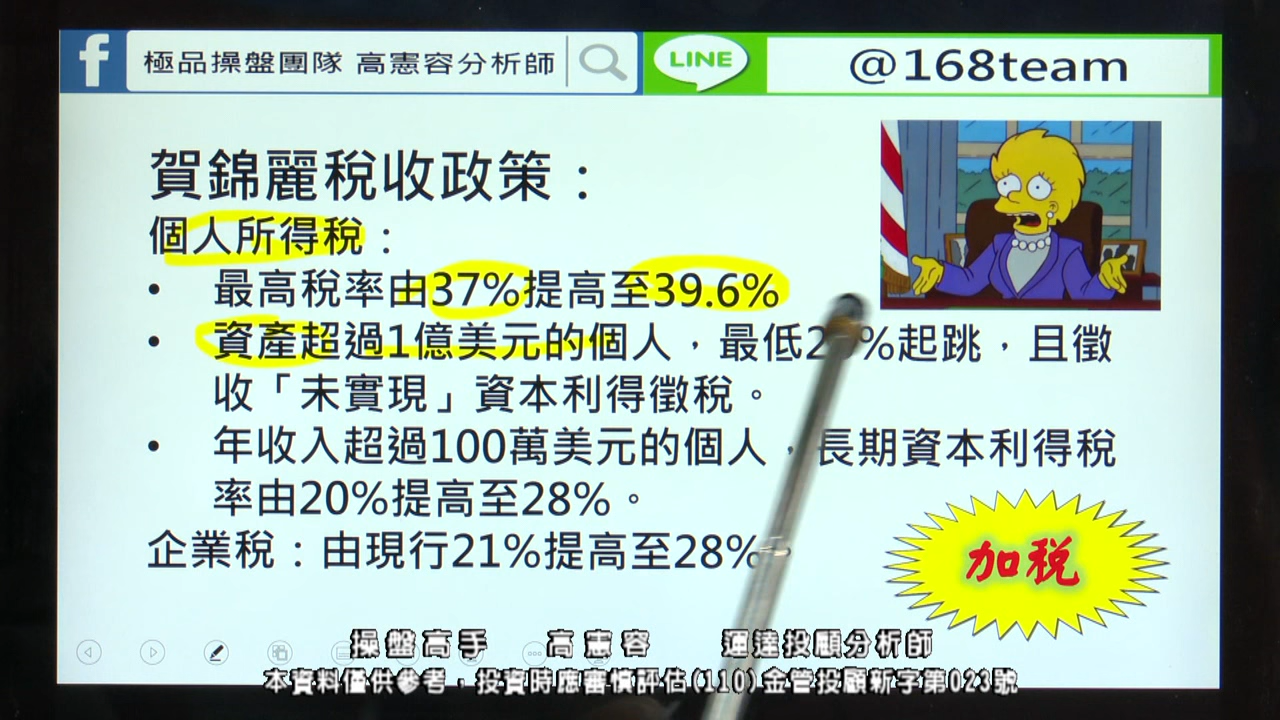 f 極品操盤團隊 高憲容分析師
LINE @168team
賀錦麗稅收政策：
個人所得稅：
• 最高稅率由37%提高至39.6%
• 資產超過1億美元的個人，最低2%起跳，且徵
收「未實現」資本利得徵稅。
• 年收入超過100萬美元的個人，長期資本利得稅
率由20%提高至28%。
企業稅：由現行21%提高至28%。
加稅
操盤高手 高憲容 運達投顧分析師
本資料僅供參考，投資時應審慎評估(110)金管投顧新字第023號